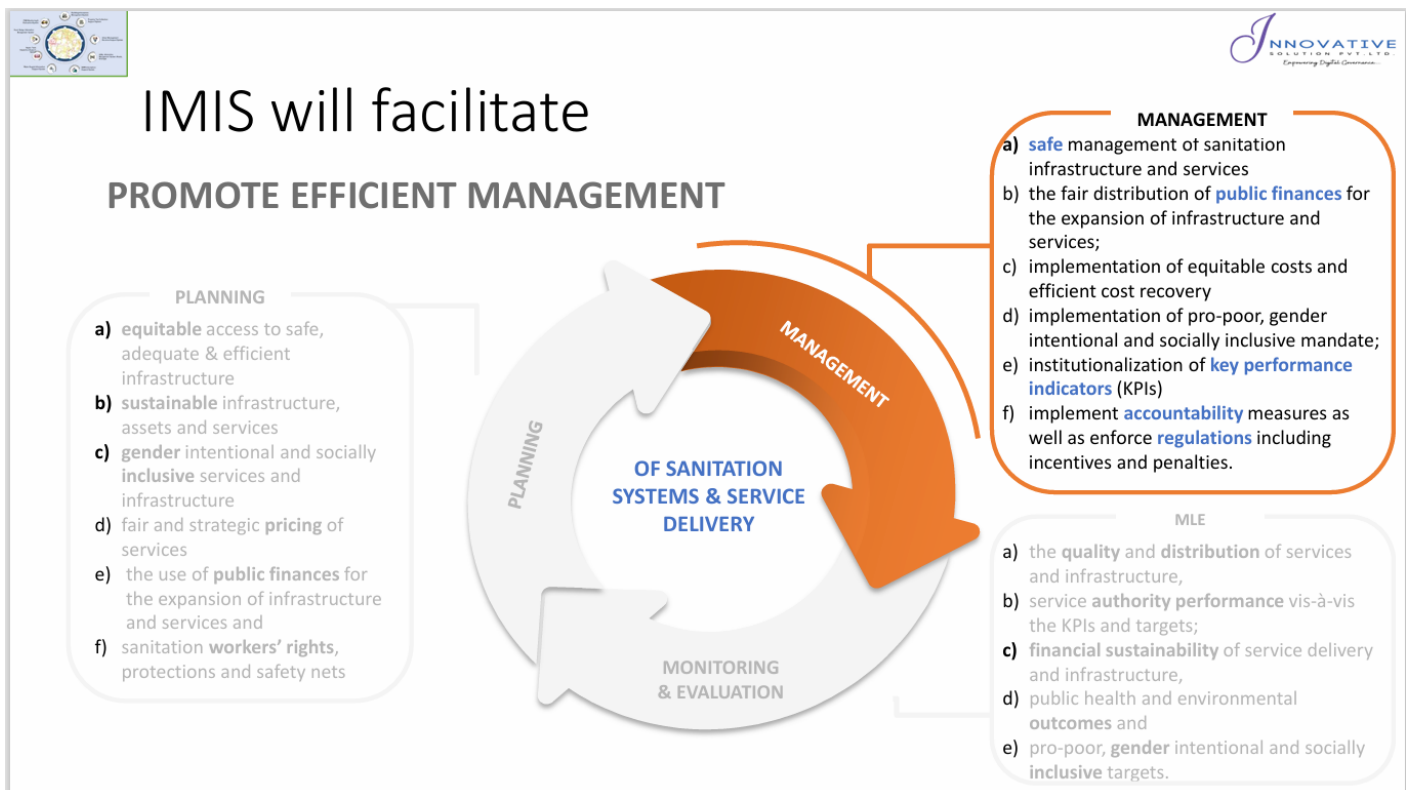 INNOVATIVE
SOLUTION PVT.LTD.
Empowering Digital Governance...
IMIS will facilitate
PROMOTE EFFICIENT MANAGEMENT
PLANNING
a) equitable access to safe,
adequate & efficient
infrastructure
b) sustainable infrastructure,
assets and services
c) gender intentional and socially
inclusive services and
infrastructure
d) fair and strategic pricing of
services
e) the use of public finances for
the expansion of infrastructure
and services and
f) sanitation workers’ rights,
protections and safety nets
PLANNING
MANAGEMENT
OF SANITATION
SYSTEMS & SERVICE
DELIVERY
MONITORING
& EVALUATION
MANAGEMENT
a) safe management of sanitation
infrastructure and services
b) the fair distribution of public finances for
the expansion of infrastructure and
services;
c) implementation of equitable costs and
efficient cost recovery
d) implementation of pro-poor, gender
intentional and socially inclusive mandate;
e) institutionalization of key performance
indicators (KPIs)
f) implement accountability measures as
well as enforce regulations including
incentives and penalties.
MLE
a) the quality and distribution of services
and infrastructure,
b) service authority performance vis-à-vis
the KPIs and targets;
c) financial sustainability of service delivery
and infrastructure,
d) public health and environmental
outcomes and
e) pro-poor, gender intentional and socially
inclusive targets.